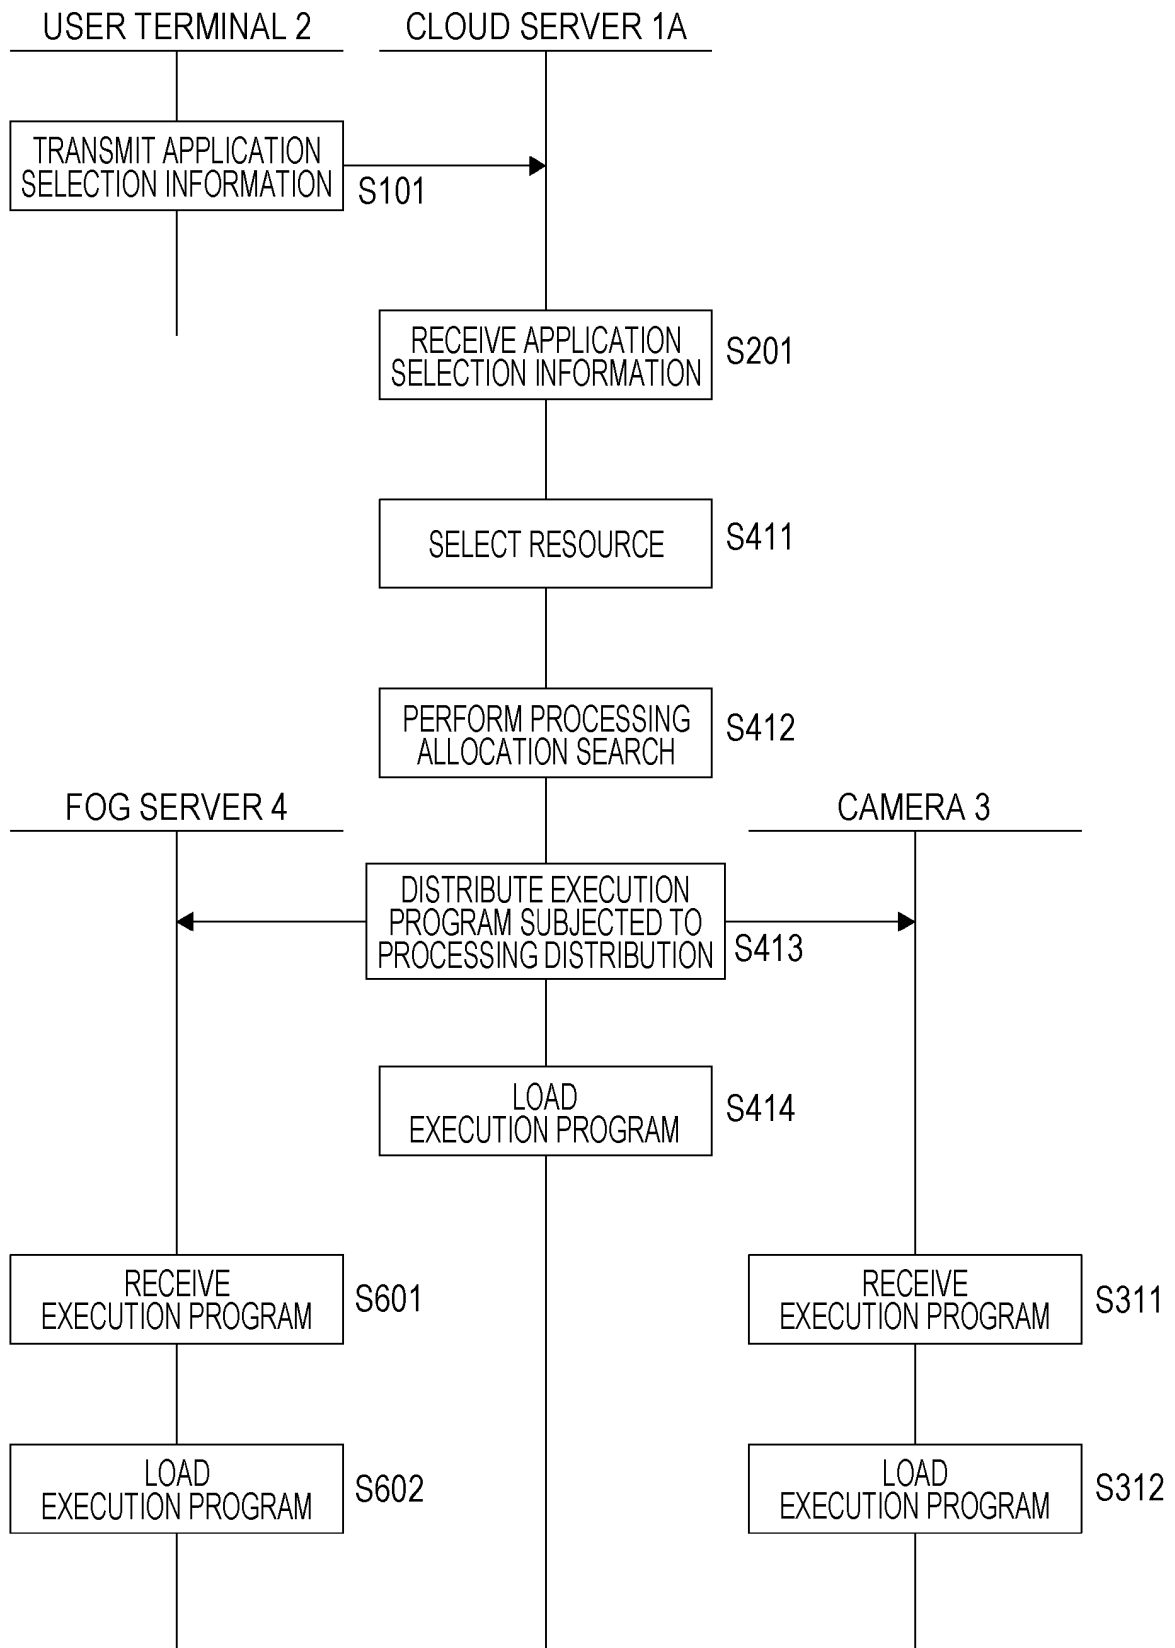 USER TERMINAL 2
CLOUD SERVER 1A
TRANSMIT APPLICATION
SELECTION INFORMATION
S101
RECEIVE APPLICATION
SELECTION INFORMATION
S201
SELECT RESOURCE
S411
PERFORM PROCESSING
ALLOCATION SEARCH
S412
FOG SERVER 4
CAMERA 3
DISTRIBUTE EXECUTION
PROGRAM SUBJECTED TO
PROCESSING DISTRIBUTION
S413
LOAD
EXECUTION PROGRAM
S414
RECEIVE
EXECUTION PROGRAM
S601
RECEIVE
EXECUTION PROGRAM
S311
LOAD
EXECUTION PROGRAM
S602
LOAD
EXECUTION PROGRAM
S312